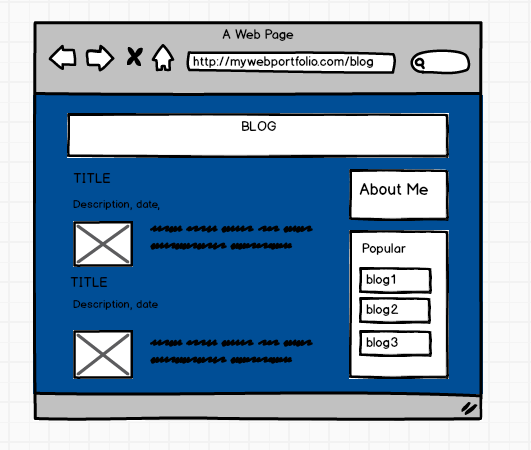 A Web Page
http://mywebportfolio.com/blog
BLOG
TITLE
Description, date,
TITLE
Description, date
About Me
Popular
blog1
blog2
blog3